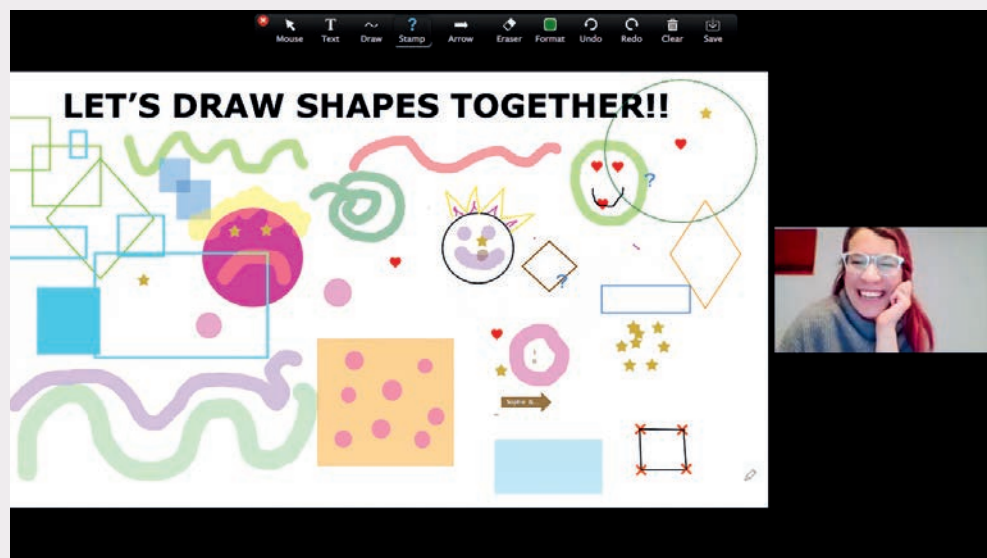 Mouse Text Draw Stamp Arrow Eraser Format Undo Redo Clear Save
LET'S DRAW SHAPES TOGETHER!!
?
?